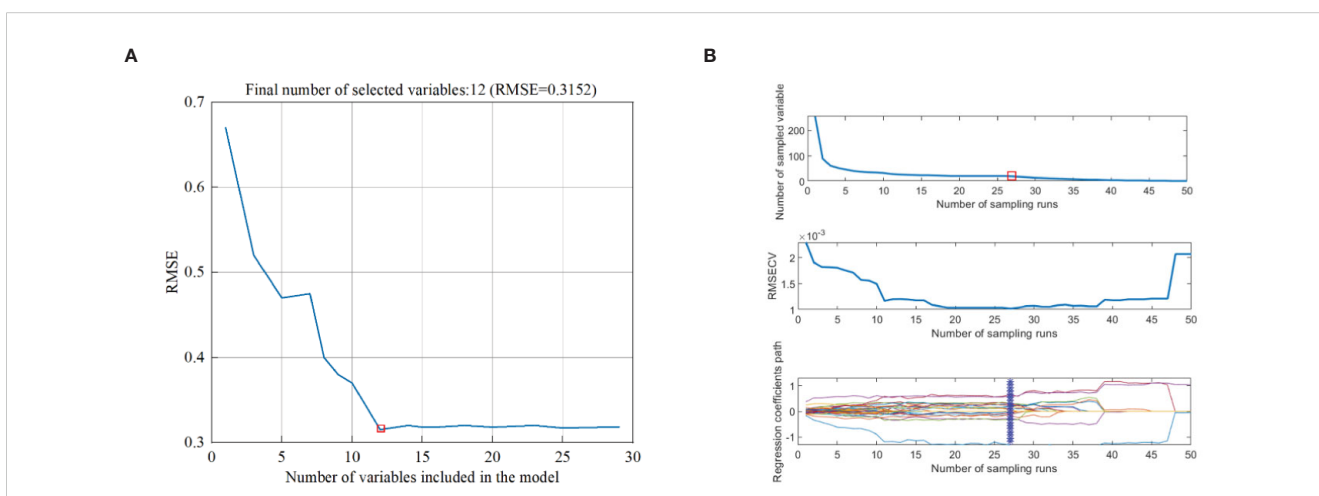 A
Final number of selected variables:12 (RMSE=0.3152)
0.7
0.6
0.5
0.4
0.3
RMSE
0 5 10 15 20 25 30
Number of variables included in the model
B
Number of sampled variable
200
100
0
0 5 10 15 20 25 30 35 40 45 50
Number of sampling runs
×10-3
RMSECV
2
1.5
1
0 5 10 15 20 25 30 35 40 45 50
Number of sampling runs
Regression coefficients path
1
0
-1
0 5 10 15 20 25 30 35 40 45 50
Number of sampling runs